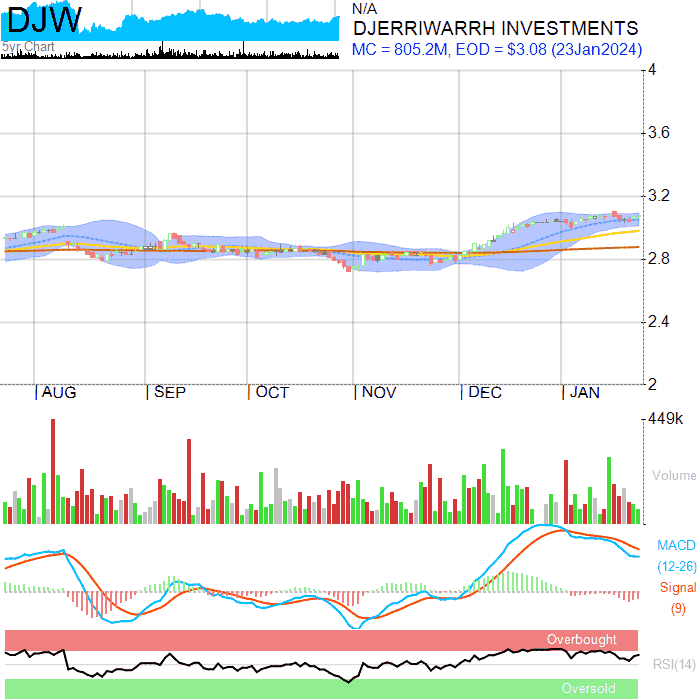 DJW
5yr Chart
N/A
DJERRIWARRH INVESTMENTS
MC = 805.2M, EOD = $3.08 (23Jan2024)
4
3.6
3.2
2.8
2.4
2
AUG SEP OCT NOV DEC JAN
449k
Volume
MACD
(12-26)
Signal
(9)
Overbought
RSI(14)
Oversold